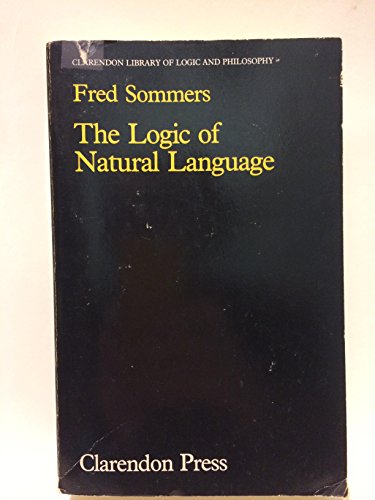 CLARENDON LIBRARY OF LOGIC AND PHILOSOPHY
Fred Sommers
The Logic of
Natural Language
Clarendon Press